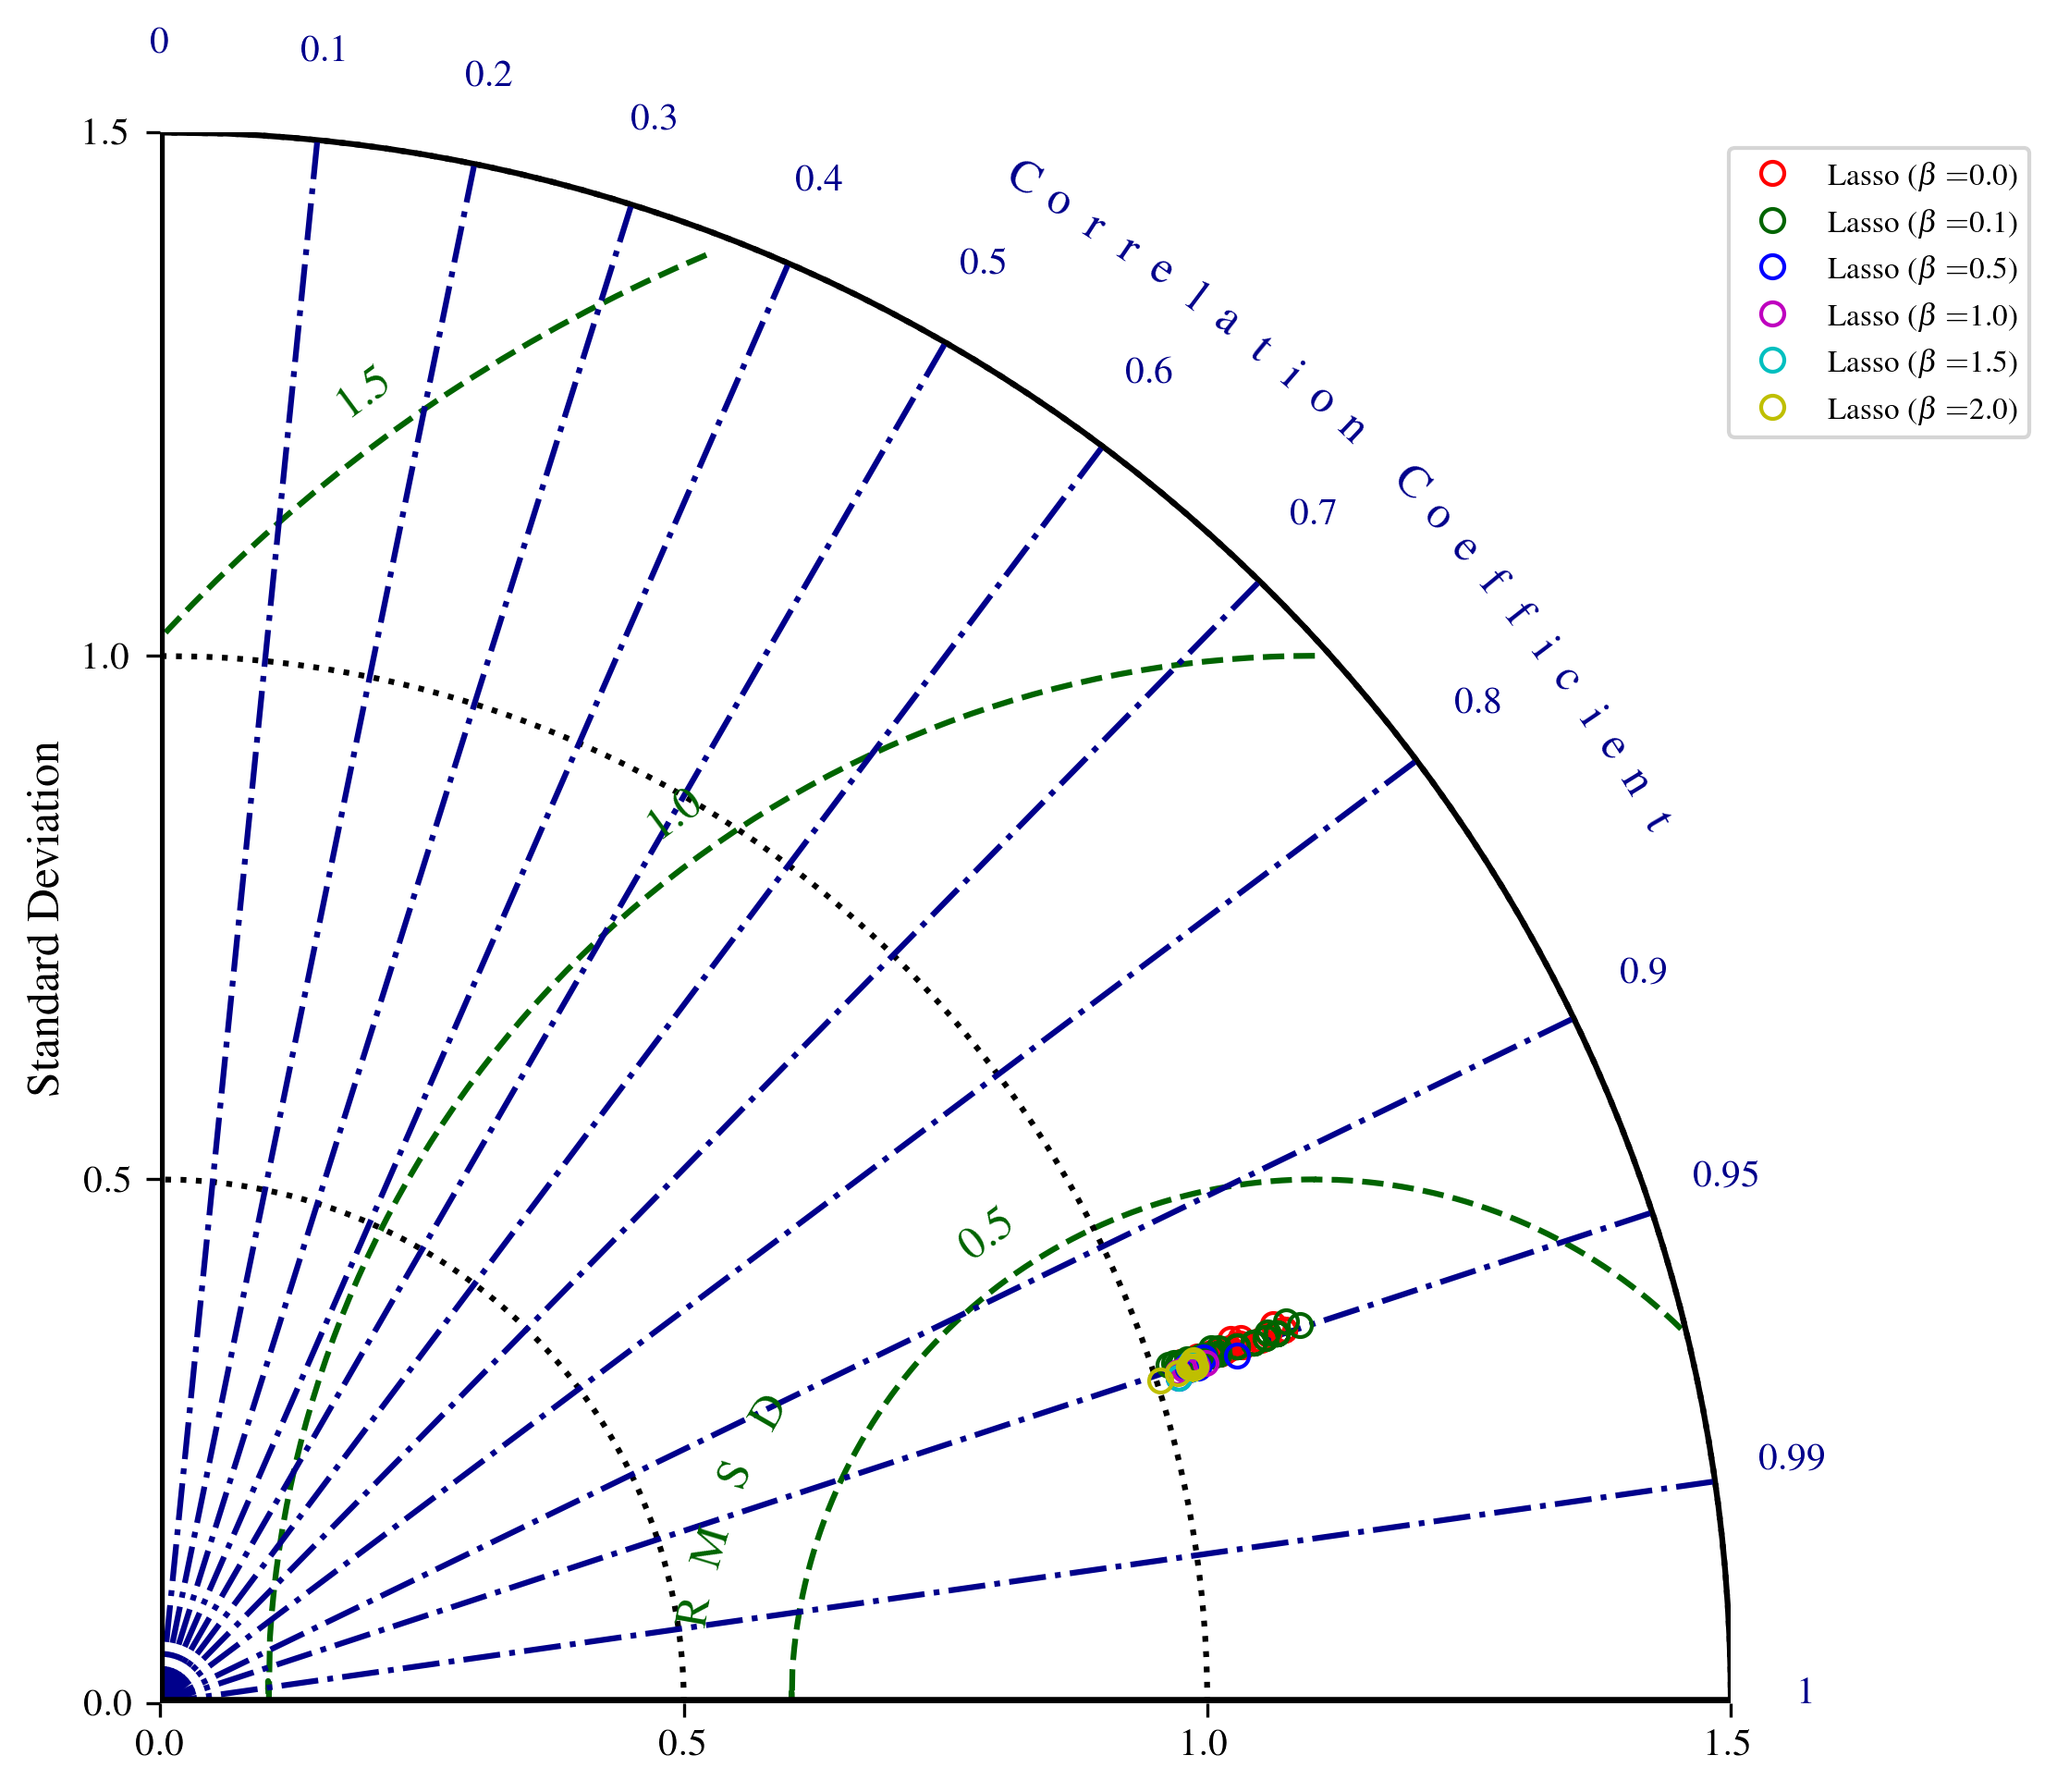 0
0.1
0.2
0.3
0.4
0.5
0.6
0.7
0.8
0.9
0.95
0.99
1
Correlation Coefficient
Lasso (β =0.0)
Lasso (β =0.1)
Lasso (β =0.5)
Lasso (β =1.0)
Lasso (β =1.5)
Lasso (β =2.0)
1.5
1.0
0.5
0.0
Standard Deviation
1.5
1.0
0.5
RMSD
0.0
0.5
1.0
1.5